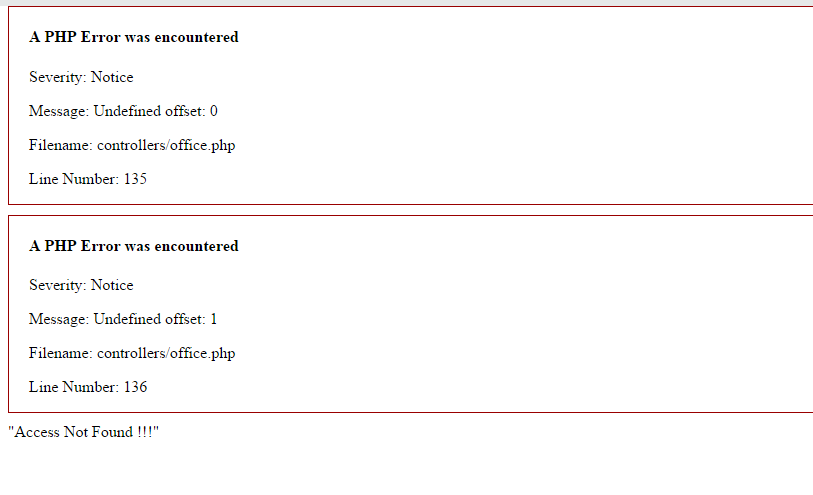 A PHP Error was encountered
Severity: Notice
Message: Undefined offset: 0
Filename: controllers/office.php
Line Number: 135
A PHP Error was encountered
Severity: Notice
Message: Undefined offset: 1
Filename: controllers/office.php
Line Number: 136
"Access Not Found !!!"